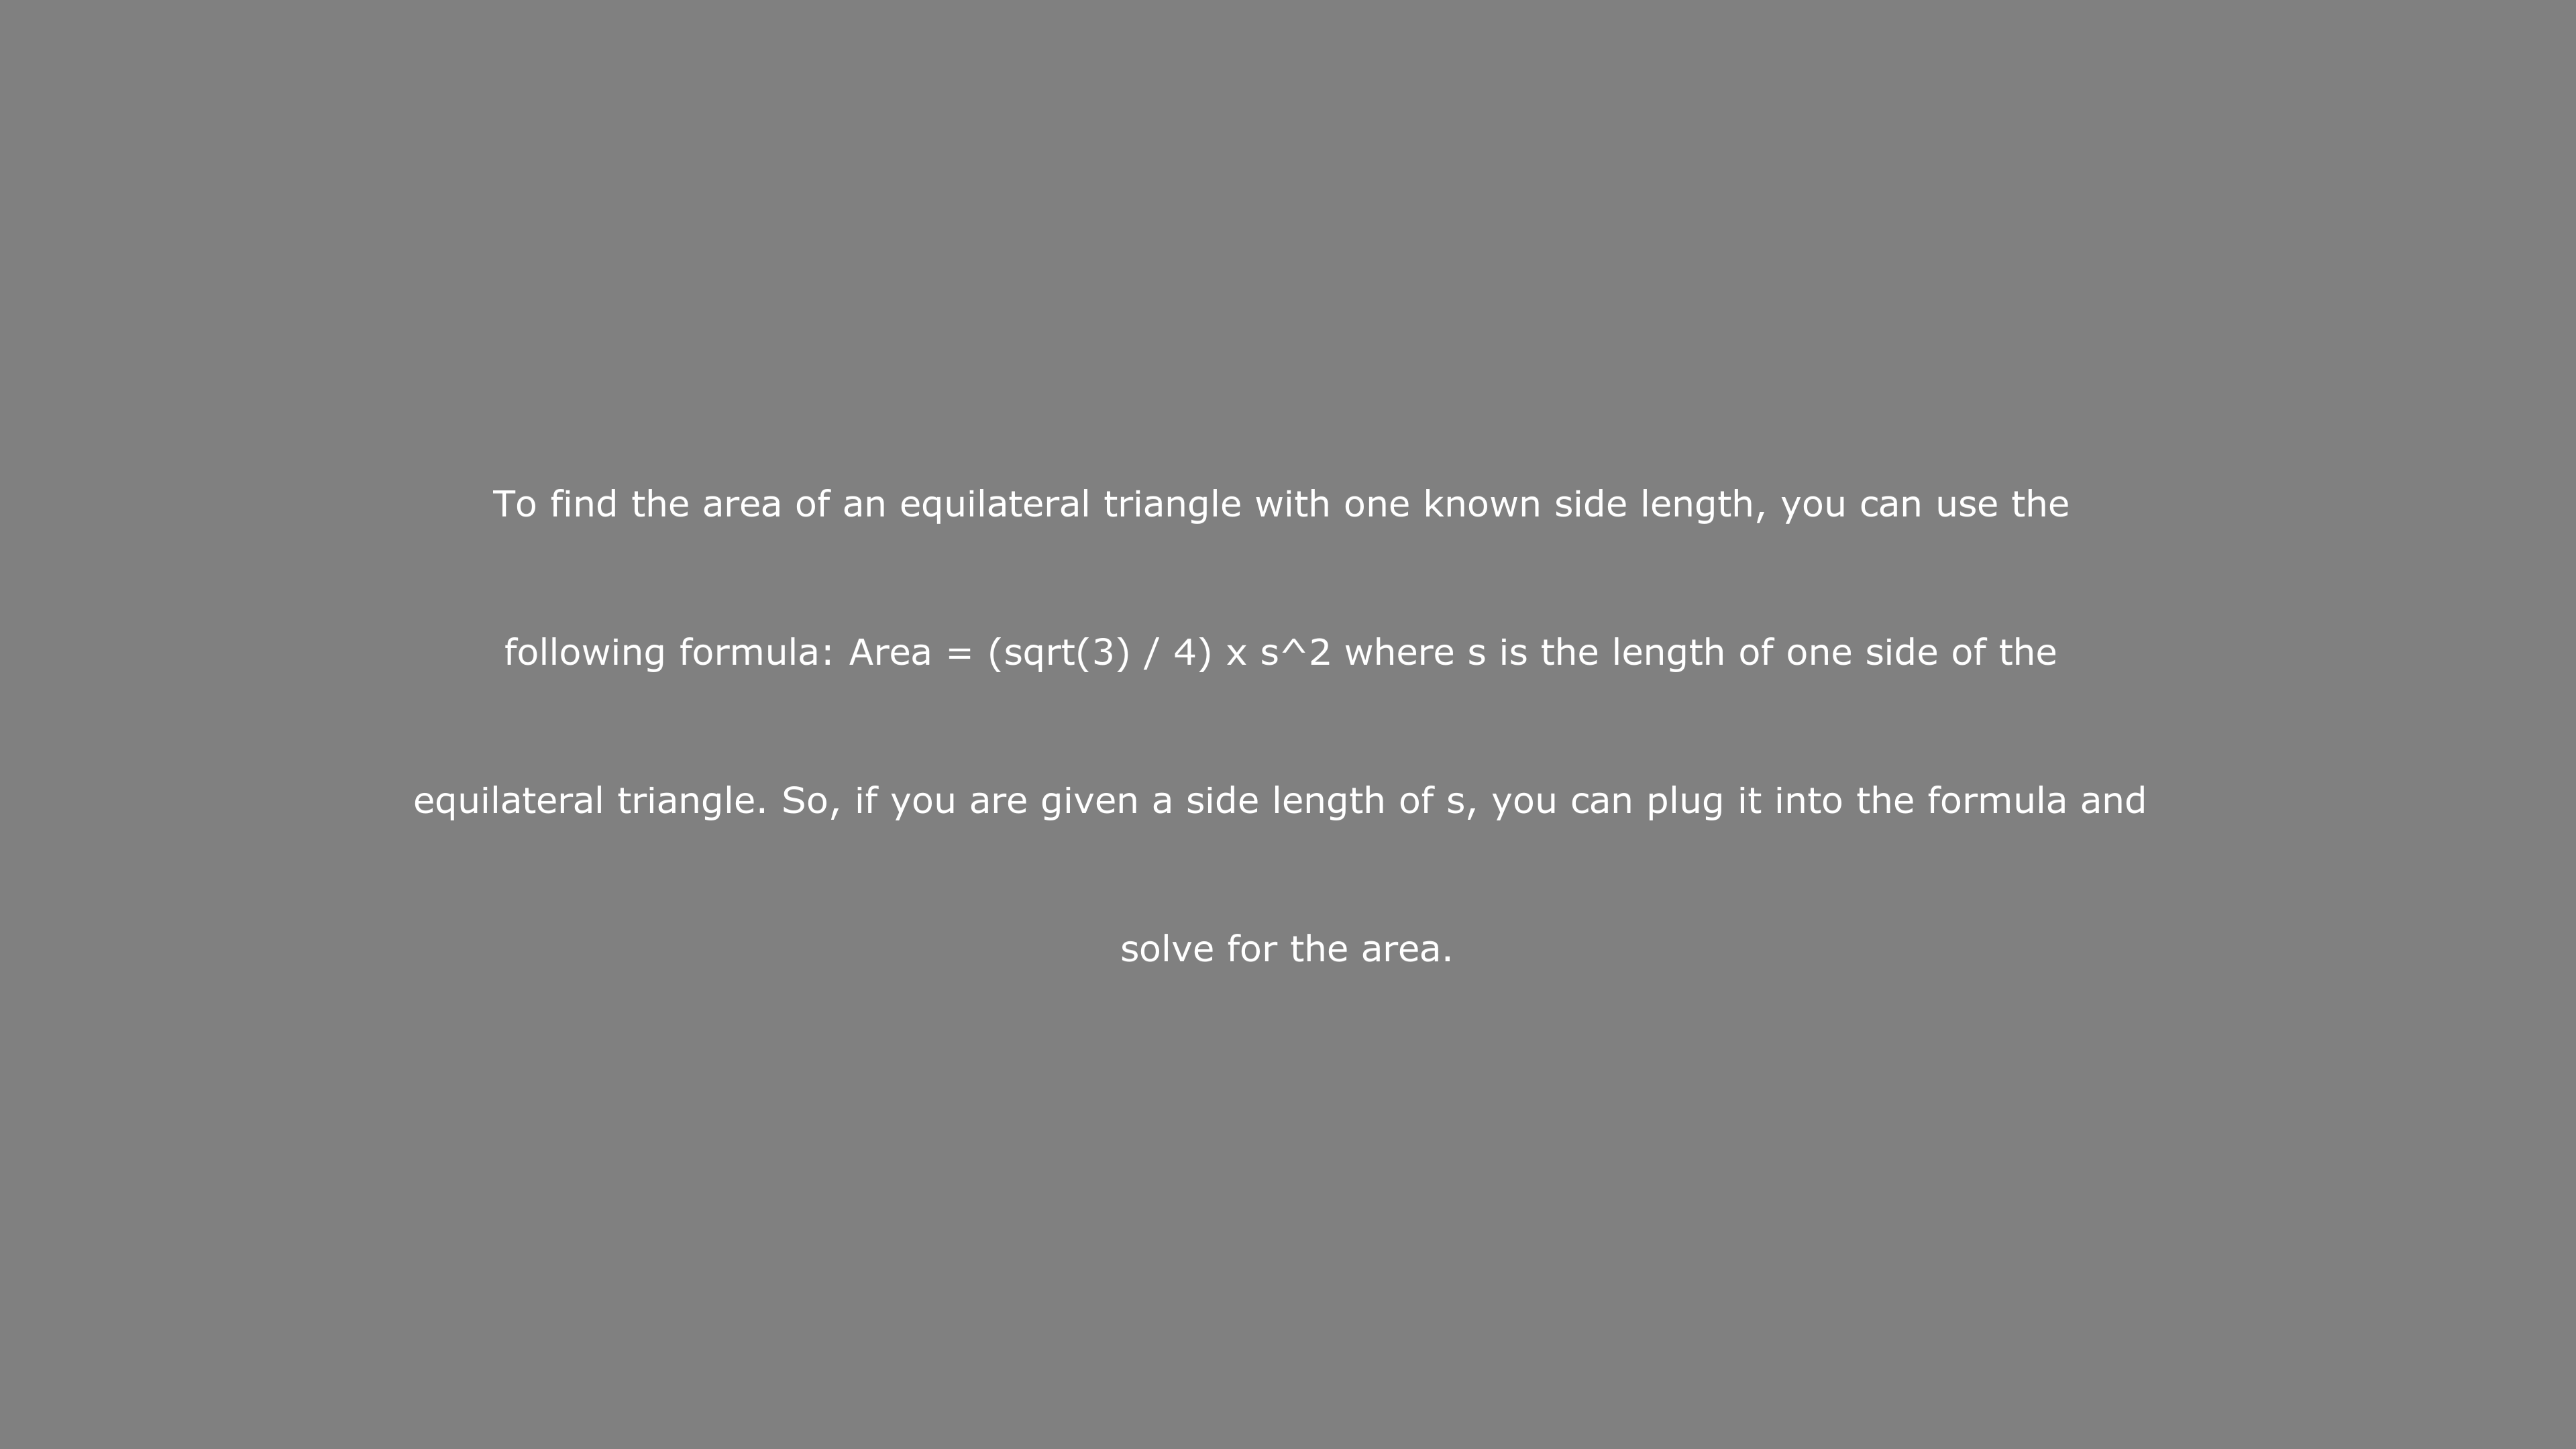 To find the area of an equilateral triangle with one known side length, you can use the
following formula: Area = (sqrt(3) / 4) x s^2 where s is the length of one side of the
equilateral triangle. So, if you are given a side length of s, you can plug it into the formula and
solve for the area.